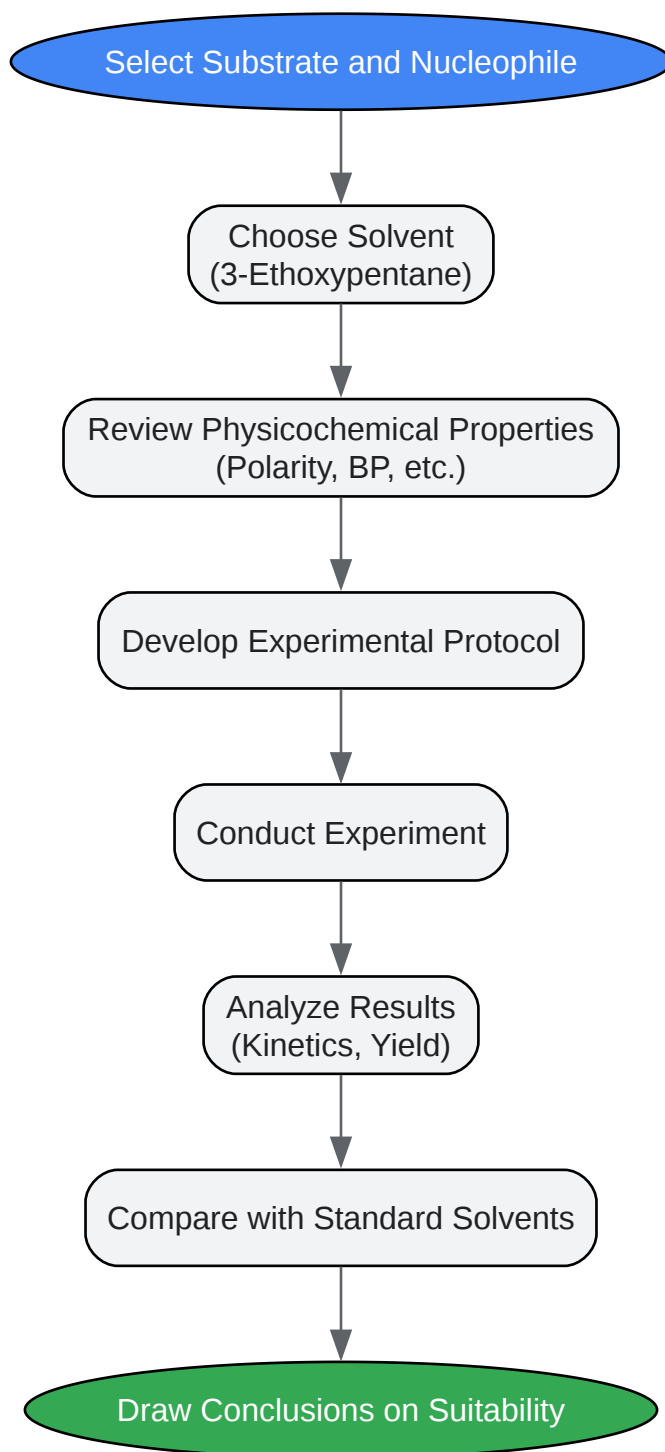 Select Substrate and Nucleophile
Choose Solvent
(3-Ethoxypentane)
Review Physicochemical Properties
(Polarity, BP, etc.)
Develop Experimental Protocol
Conduct Experiment
Analyze Results
(Kinetics, Yield)
Compare with Standard Solvents
Draw Conclusions on Suitability